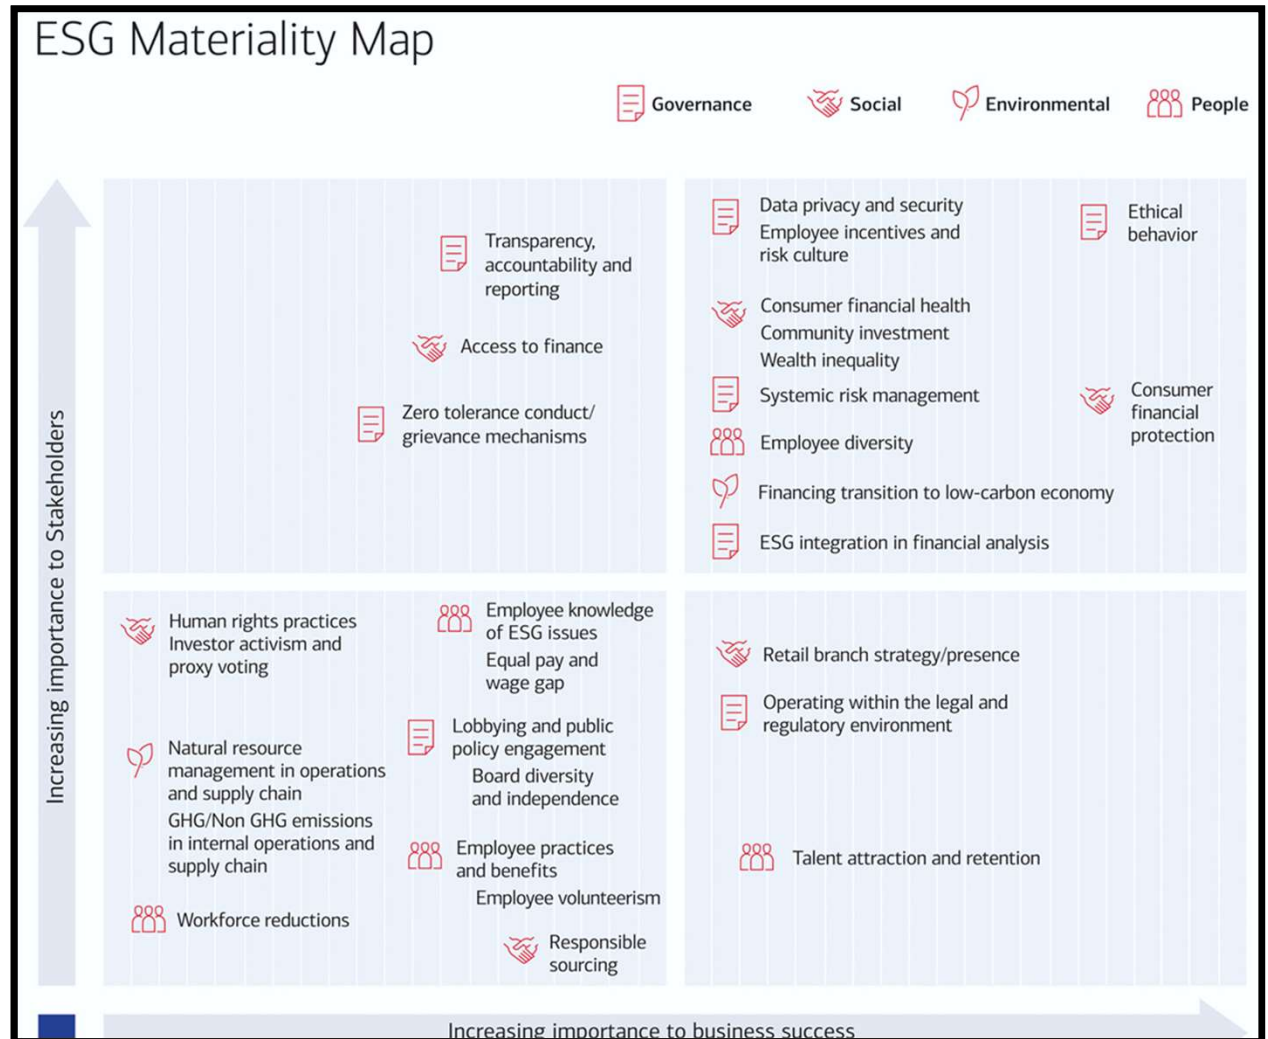 ESG Materiality Map
Governance
Social
Environmental
People
Increasing importance to Stakeholders
Transparency,
accountability and
reporting
Access to finance
Zero tolerance conduct/
grievance mechanisms
Data privacy and security
Employee incentives and
risk culture
Ethical
behavior
Consumer financial health
Community investment
Wealth inequality
Systemic risk management
Consumer
financial
protection
Employee diversity
Financing transition to low-carbon economy
ESG integration in financial analysis
Human rights practices
Investor activism and
proxy voting
Natural resource
management in operations
and supply chain
GHG/Non GHG emissions
in internal operations and
supply chain
Workforce reductions
Employee knowledge
of ESG issues
Equal pay and
wage gap
Lobbying and public
policy engagement
Board diversity
and independence
Employee practices
and benefits
Employee volunteerism
Responsible
sourcing
Retail branch strategy/presence
Operating within the legal and
regulatory environment
Talent attraction and retention
Increasing importance to business success